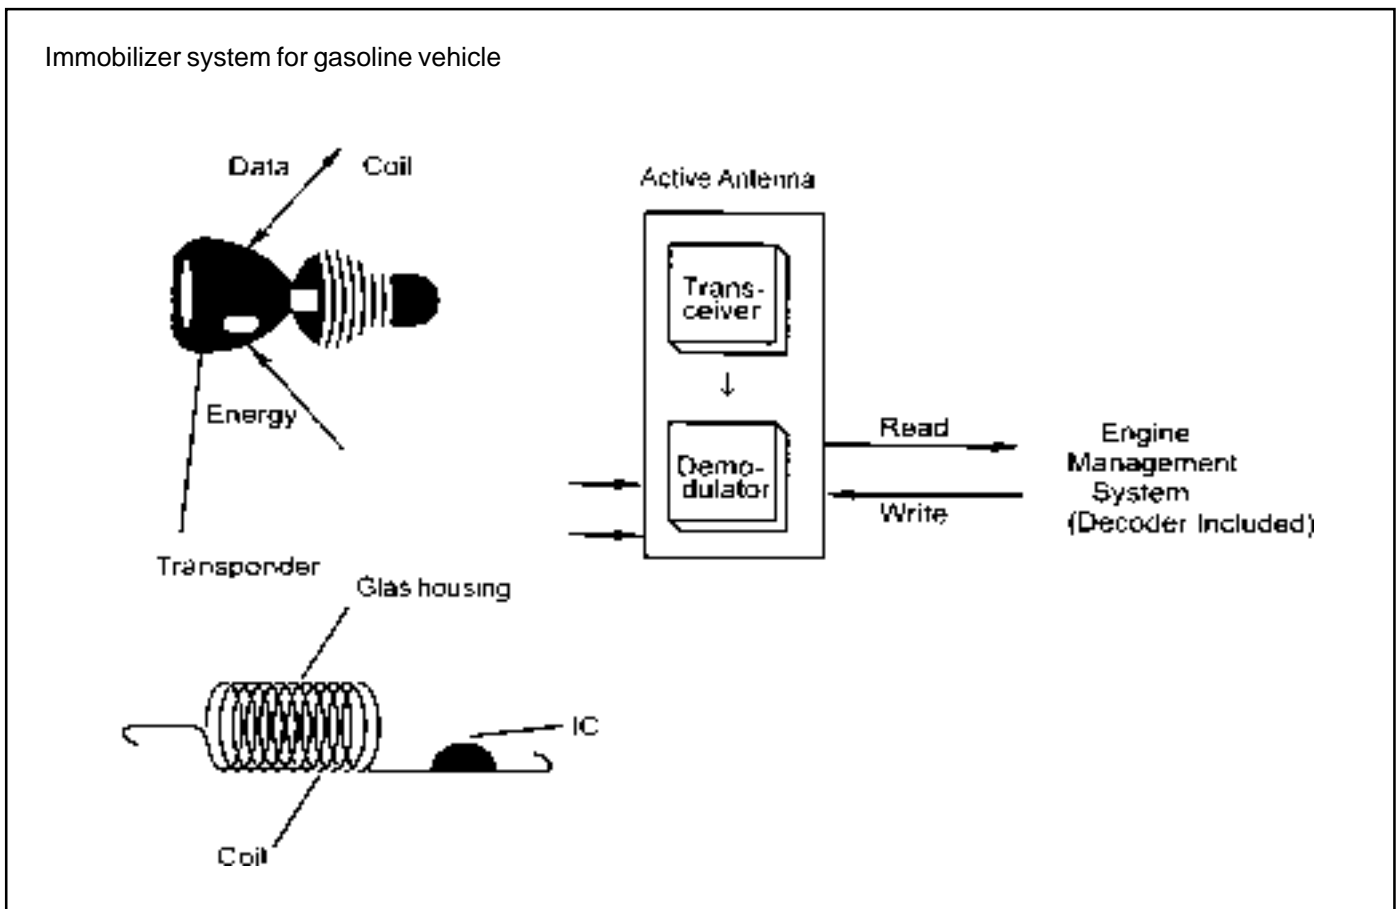 Immobilizer system for gasoline vehicle
Data
Coil
Active Antenna
Trans-
ceiver
Energy
Demo-
dulator
Read
Write
Engine
Management
System
(Decoder Included)
Transponder
Glas housing
IC
Coil